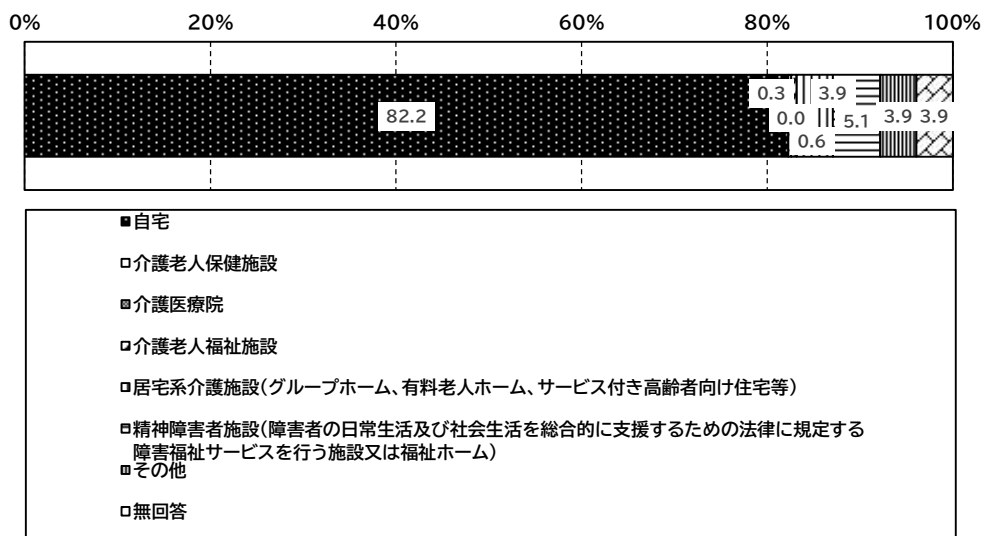 0% 20% 40% 60% 80% 100%
0.3 3.9
82.2 0.0 5.1 3.9 3.9
0.6
自宅
介護老人保健施設
介護医療院
介護老人福祉施設
居宅系介護施設(グループホーム、有料老人ホーム、サービス付き高齢者向け住宅等)
精神障害者施設(障害者の日常生活及び社会生活を総合的に支援するための法律に規定する
障害福祉サービスを行う施設又は福祉ホーム)
その他
無回答